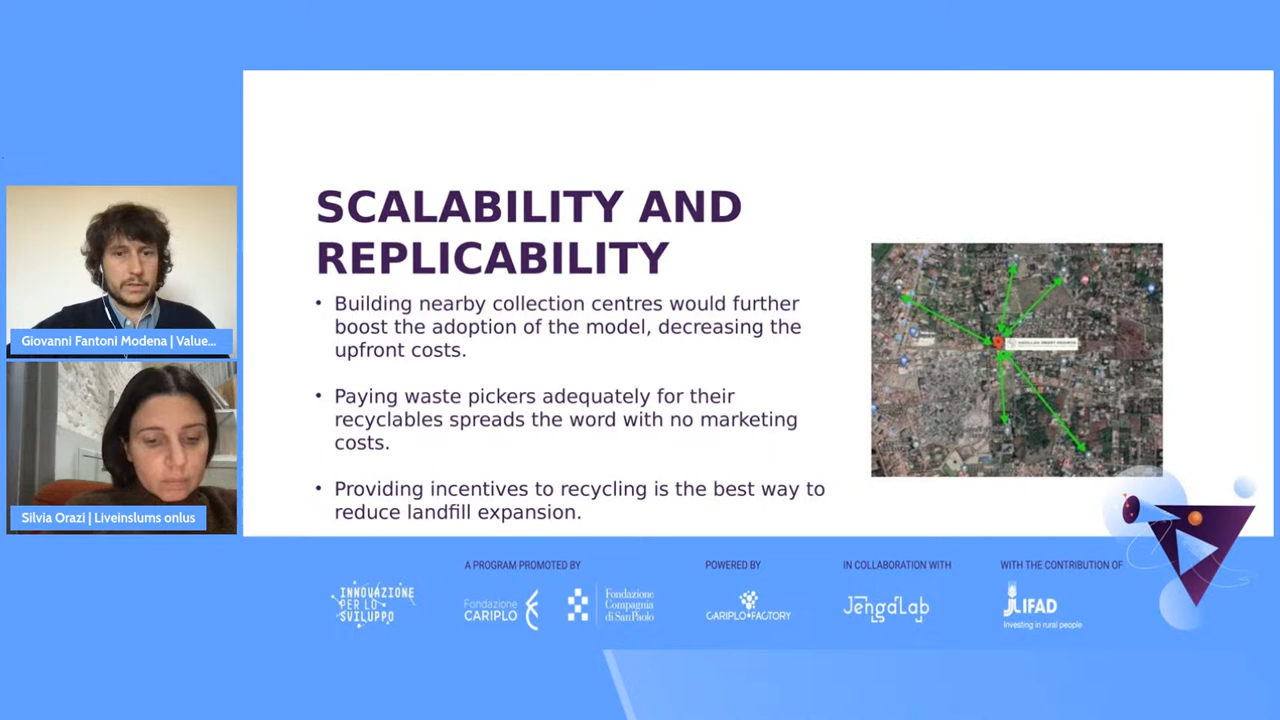 SCALABILITY AND
REPLICABILITY
• Building nearby collection centres would further
boost the adoption of the model, decreasing the
upfront costs.
• Paying waste pickers adequately for their
recyclables spreads the word with no marketing
costs.
• Providing incentives to recycling is the best way to
reduce landfill expansion.
Giovanni Fantoni Modena | Value...
Silvia Orazi | Liveinslums onlus
A PROGRAM PROMOTED BY
POWERED BY
IN COLLABORATION WITH
WITH THE CONTRIBUTION OF
INNOVAZIONE
PER LO
SVILUPPO
Fondazione
CARIPLO
Fondazione
Compagnia
di SanPaolo
CARIPLO FACTORY
JengaLab
IFAD
Investing in rural people